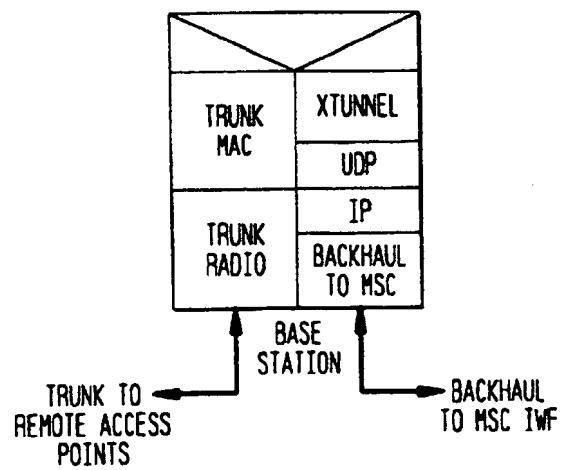 TRUNK
MAC
XTUNNEL
UDP
IP
TRUNK
RADIO
BACKHAUL
TO MSC
BASE
STATION
TRUNK TO
REMOTE ACCESS
POINTS
BACKHAUL
TO MSC IWF